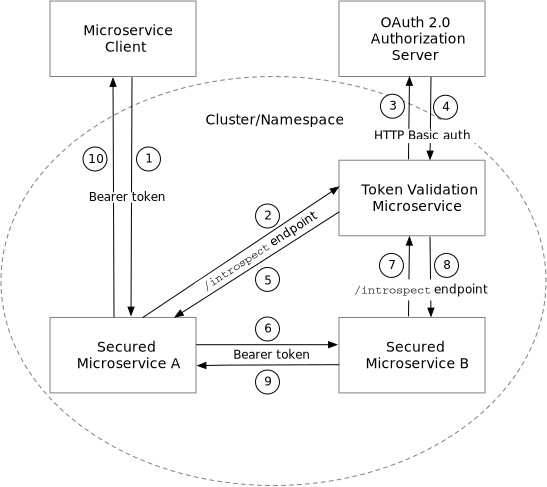 Microservice
Client
OAuth 2.0
Authorization
Server
3
4
Cluster/Namespace
HTTP Basic auth
10
1
Bearer token
Token Validation
Microservice
2
/introspect endpoint
5
7
8
/introspect endpoint
6
Secured
Microservice A
Bearer token
Secured
Microservice B
9